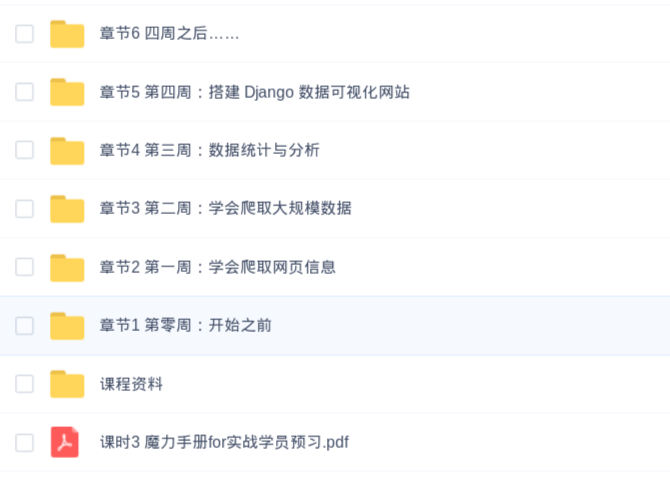 章节6 四周之后……
章节5 第四周：搭建 Django 数据可视化网站
章节4 第三周：数据统计与分析
章节3 第二周：学会爬取大规模数据
章节2 第一周：学会爬取网页信息
章节1 第零周：开始之前
课程资料
课时3 魔力手册for实战学员预习.pdf